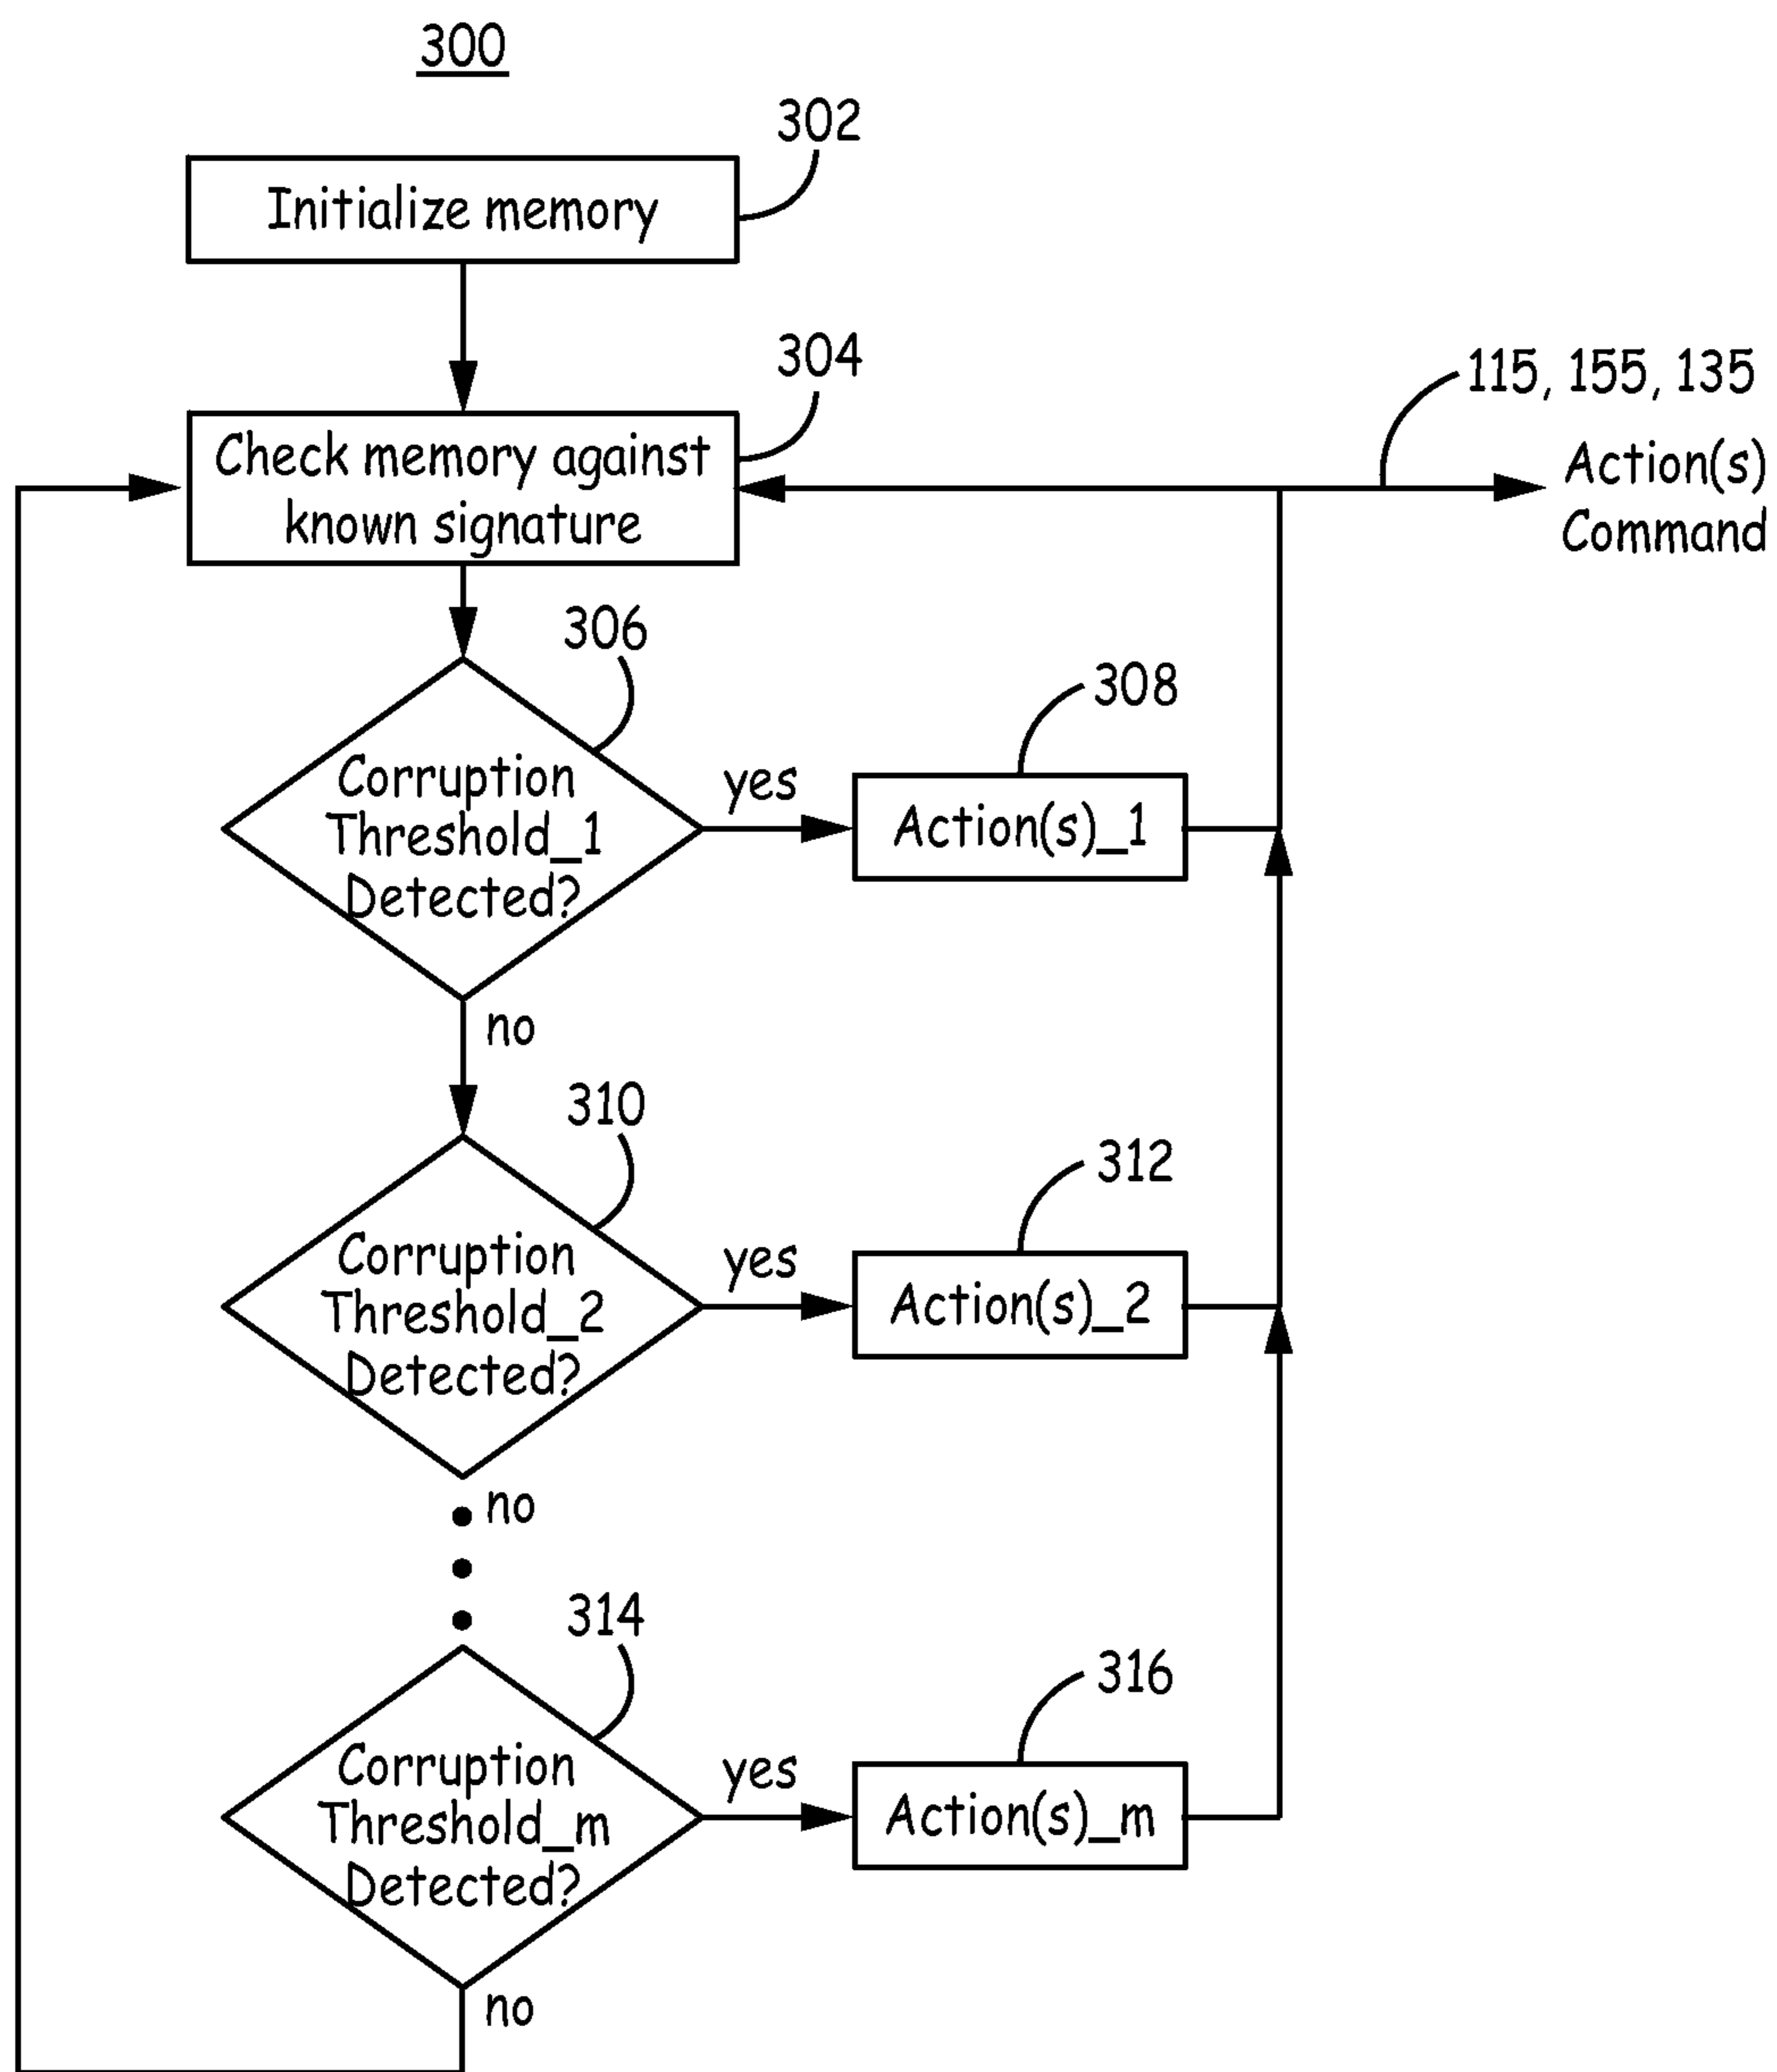 300
302
Initialize memory
304
Check memory against
known signature
115, 155, 135
Action(s)
Command
306
Corruption
Threshold_1
Detected?
yes
308
Action(s)_1
no
310
Corruption
Threshold_2
Detected?
yes
312
Action(s)_2
no
314
Corruption
Threshold_m
Detected?
yes
316
Action(s)_m
no